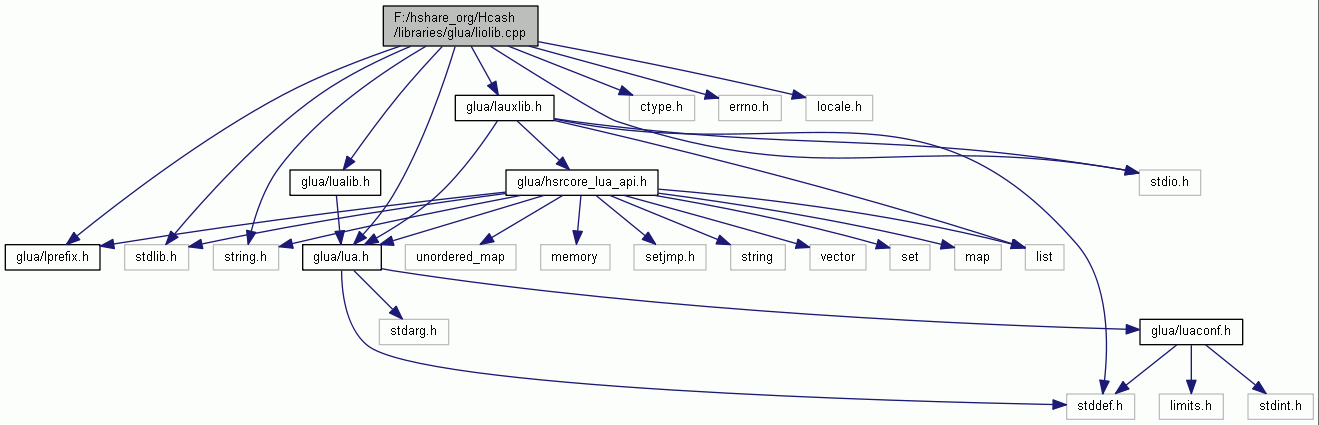 F:/hshare_org/Hcash
/libraries/glua/liolib.cpp
glua/lauxlib.h
ctype.h
errno.h
locale.h
glua/lualib.h
glua/hsrcore_lua_api.h
stdio.h
glua/lprefix.h
stdlib.h
string.h
glua/lua.h
unordered_map
memory
setjmp.h
string
vector
set
map
list
stdarg.h
glua/luaconf.h
stddef.h
limits.h
stdint.h